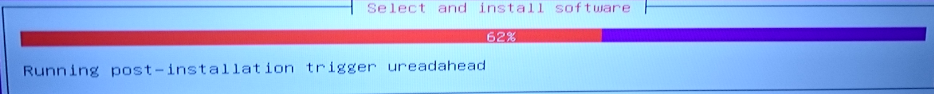 Select and install software
62%
Running post-installation trigger ureadahead